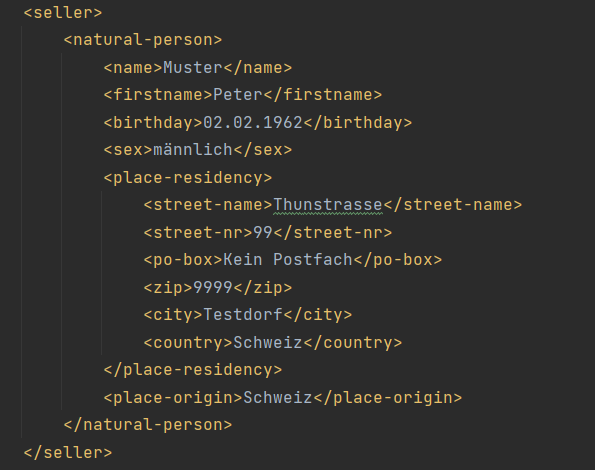 <seller>
<natural-person>
<name>Muster</name>
<firstname>Peter</firstname>
<birthday>02.02.1962</birthday>
<sex>männlich</sex>
<place-residency>
<street-name>Thunstrasse</street-name>
<street-nr>99</street-nr>
<po-box>Kein Postfach</po-box>
<zip>9999</zip>
<city>Testdorf</city>
<country>Schweiz</country>
</place-residency>
<place-origin>Schweiz</place-origin>
</natural-person>
</seller>